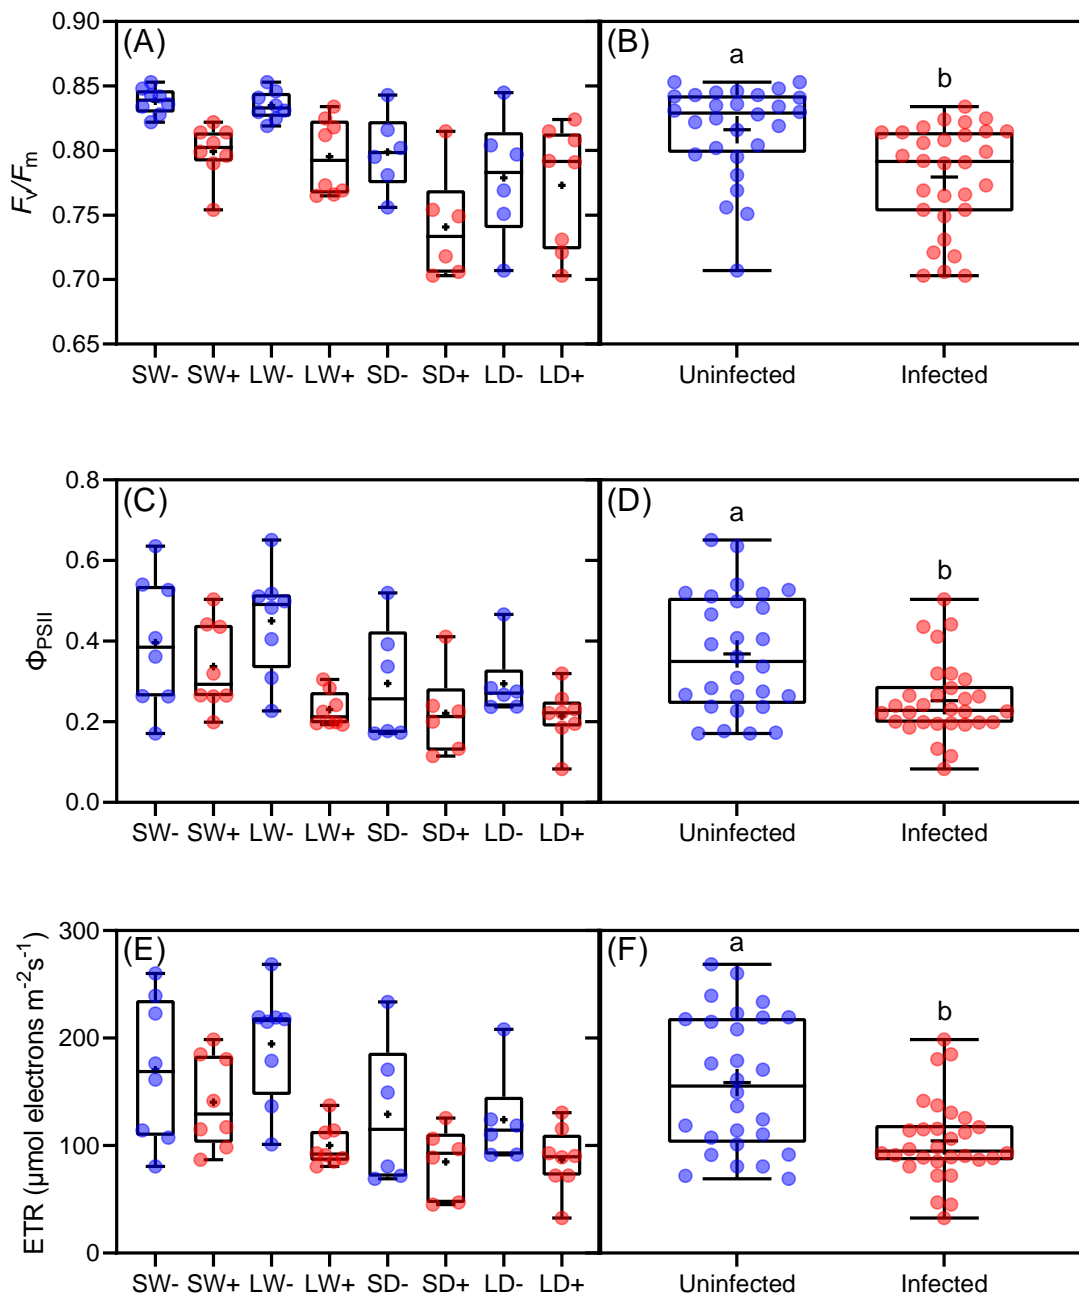 (A)
(B)
Fv/Fm
0.90
0.85
0.80
0.75
0.70
0.65
a
b
SW- SW+ LW- LW+ SD- SD+ LD- LD+
Uninfected Infected
(C)
(D)
ΦPSII
0.8
0.6
0.4
0.2
0.0
a
b
SW- SW+ LW- LW+ SD- SD+ LD- LD+
Uninfected Infected
(E)
(F)
ETR (µmol electrons m-2s-1)
300
200
100
0
a
b
SW- SW+ LW- LW+ SD- SD+ LD- LD+
Uninfected Infected